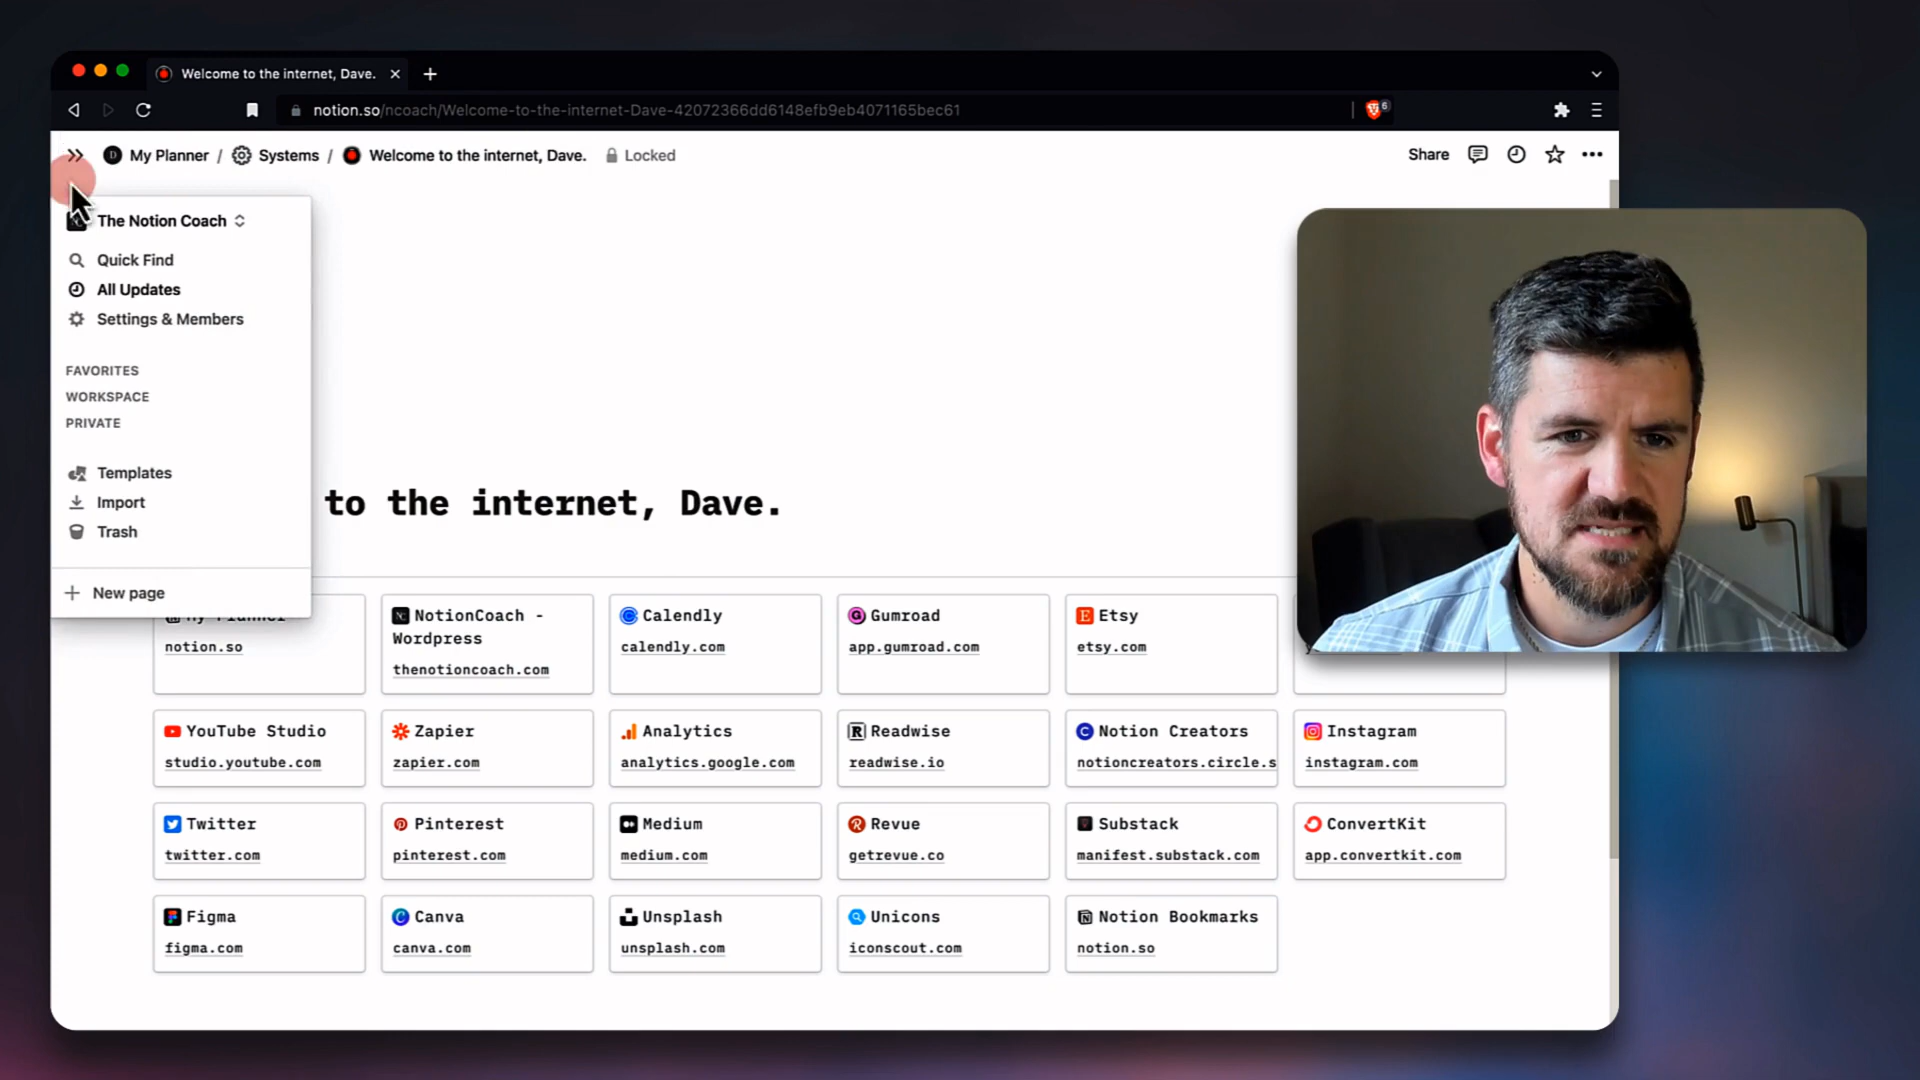 Welcome to the internet, Dave.
notion.so/ncoach/Welcome-to-the-internet-Dave-42072366dd6148efb9eb4071165bec61
6
My Planner / Systems / Welcome to the internet, Dave. Locked
Share
The Notion Coach
Quick Find
All Updates
Settings & Members
FAVORITES
WORKSPACE
PRIVATE
Templates
Import
Trash
New page
to the internet, Dave.
My Planner
notion.so
NotionCoach -
Wordpress
thenotioncoach.com
Calendly
calendly.com
Gumroad
app.gumroad.com
Etsy
etsy.com
YouTube Studio
studio.youtube.com
Zapier
zapier.com
Analytics
analytics.google.com
Readwise
readwise.io
Notion Creators
notioncreators.circle.s
Instagram
instagram.com
Twitter
twitter.com
Pinterest
pinterest.com
Medium
medium.com
Revue
getrevue.co
Substack
manifest.substack.com
ConvertKit
app.convertkit.com
Figma
figma.com
Canva
canva.com
Unsplash
unsplash.com
Unicons
iconscout.com
Notion Bookmarks
notion.so